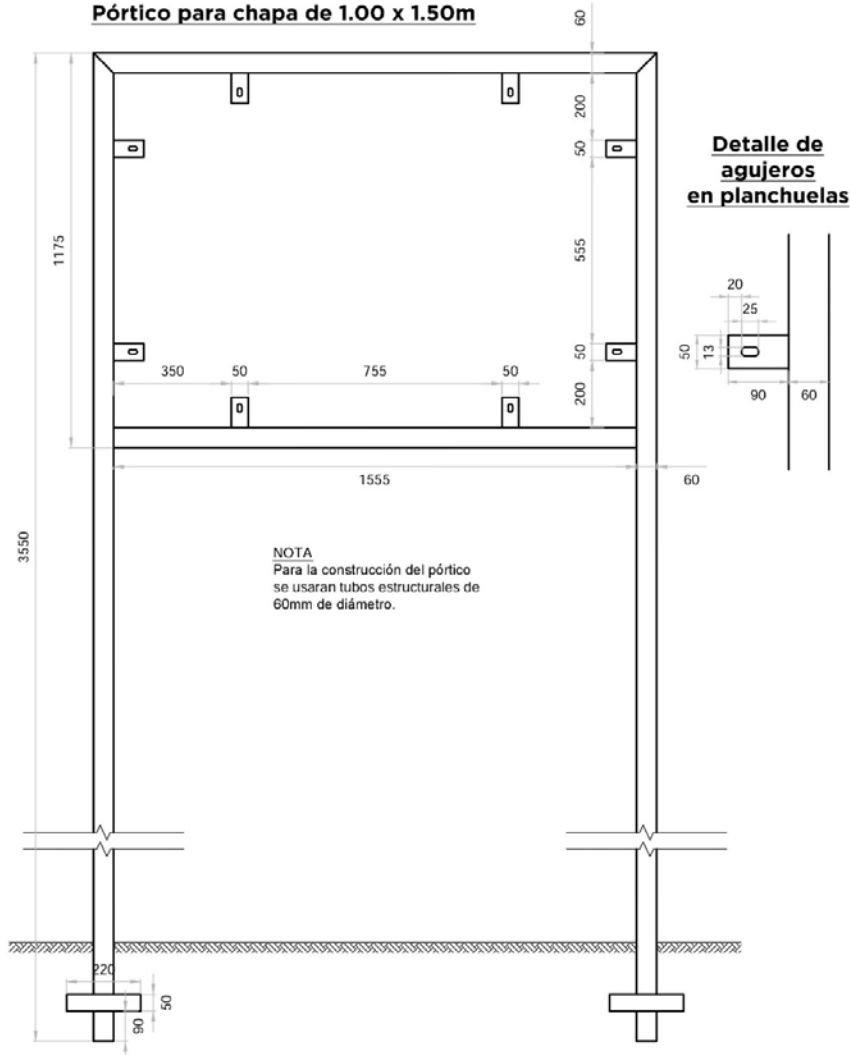 Pórtico para chapa de 1.00 x 1.50m
60
200
50
Detalle de
agujeros
en planchuelas
1175
555
20
25
50
13
90
60
50
350
50
755
50
200
1555
60
3550
NOTA
Para la construcción del pórtico
se usaran tubos estructurales de
60mm de diámetro.
220
50
90